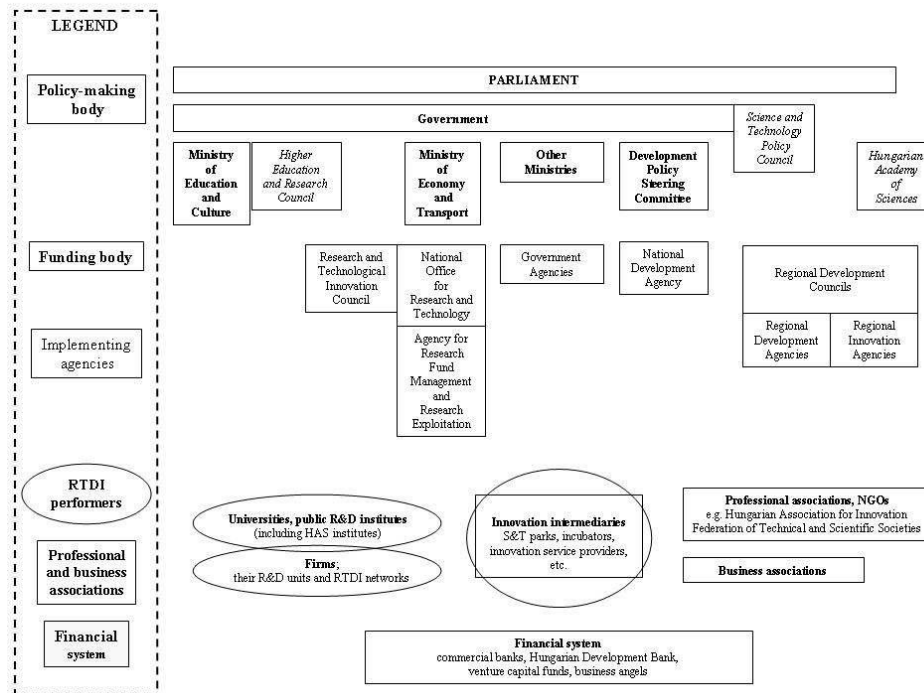 LEGEND
Policy-making
body
Funding body
Implementing
agencies
RTDI
performers
Professional
and business
associations
Financial
system
PARLIAMENT
Government
Science and
Technology
Policy
Council
Ministry
of
Education
and
Culture
Higher
Education
and Research
Council
Ministry
of
Economy
and
Transport
Other
Ministries
Development
Policy
Steering
Committee
Hungarian
Academy
of
Sciences
Research and
Technological
Innovation
Council
National
Office
for
Research and
Technology
Government
Agencies
National
Development
Agency
Regional Development
Councils
Agency for
Research
Fund
Management
and
Research
Exploitation
Regional
Development
Agencies
Regional
Innovation
Agencies
Universities, public R&D institutes
(including HAS institutes)
Firms;
their R&D units and RTDI networks
Innovation intermediaries
S&T parks, incubators,
innovation service providers,
etc.
Professional associations, NGOs
e.g. Hungarian Association for Innovation
Federation of Technical and Scientific Societies
Business associations
Financial system
commercial banks, Hungarian Development Bank,
venture capital funds, business angels